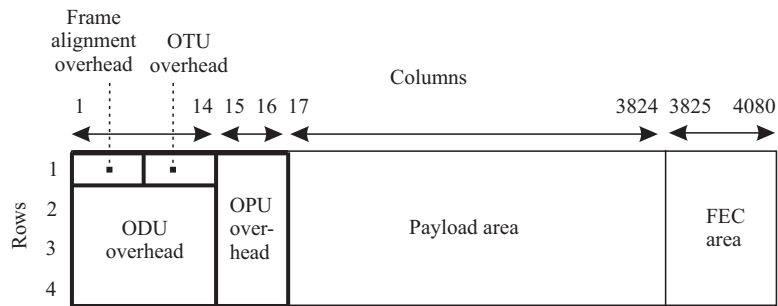 Frame
alignment
overhead
OTU
overhead
Columns
1 14 15 16 17 3824 3825 4080
Rows
1
2
3
4
ODU
overhead
OPU
over-
head
Payload area
FEC
area